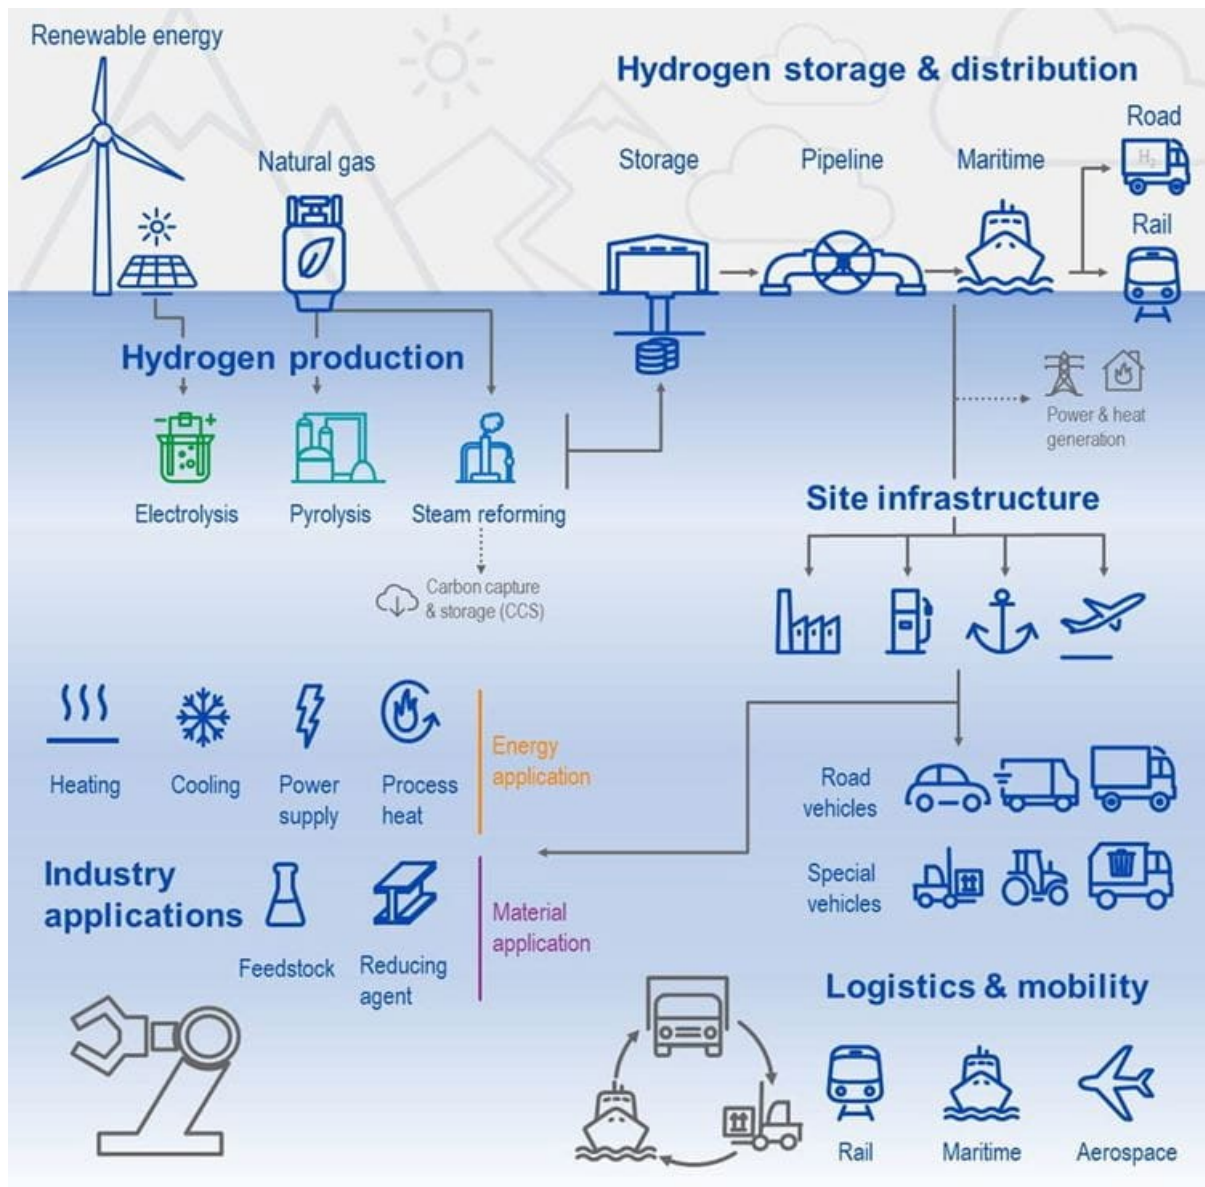 Renewable energy
Hydrogen storage & distribution
Road
Natural gas
Storage
Pipeline
Maritime
H₂
Rail
Hydrogen production
Power & heat
generation
Electrolysis
Pyrolysis
Steam reforming
Site infrastructure
Carbon capture
& storage (CCS)
Heating
Cooling
Power
supply
Process
heat
Energy
application
Road
vehicles
Industry
applications
Special
vehicles
Material
application
Feedstock
Reducing
agent
Logistics & mobility
Rail
Maritime
Aerospace